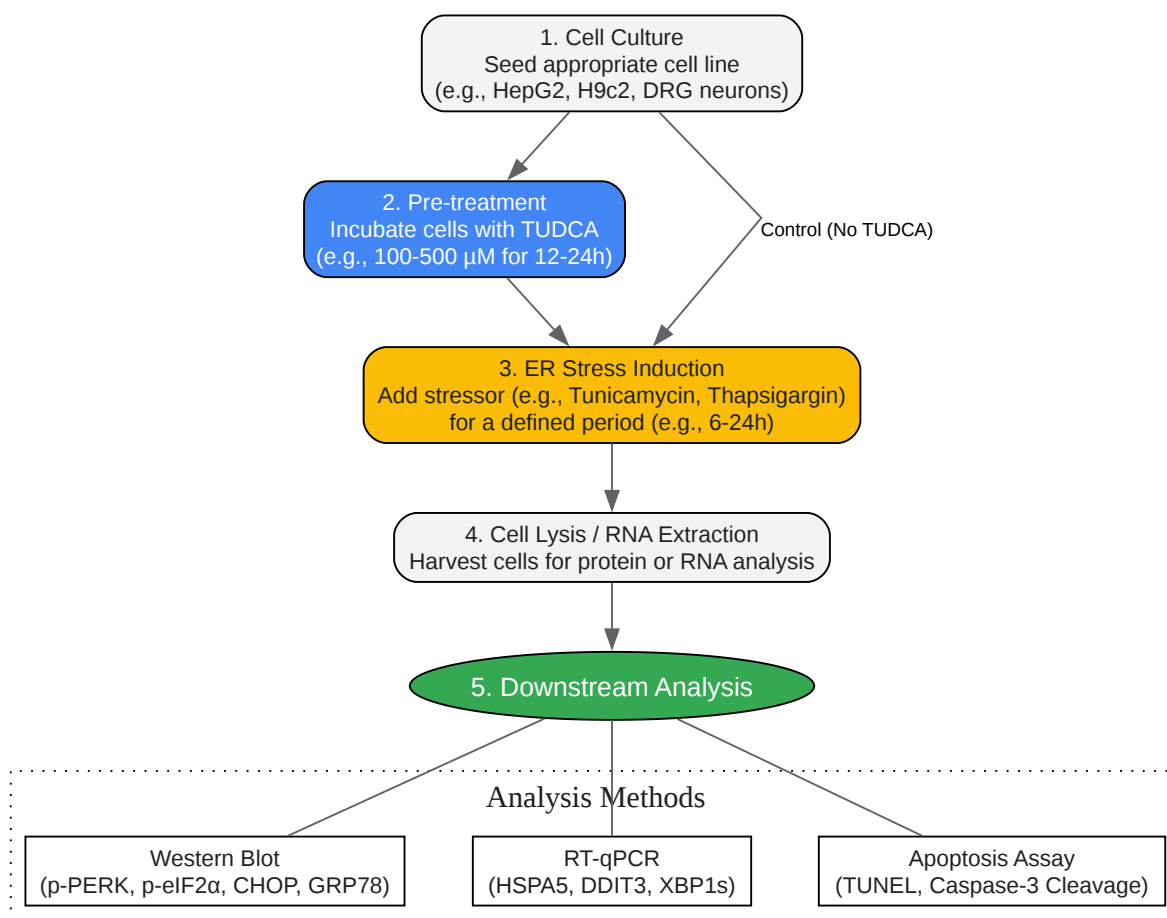 1. Cell Culture
Seed appropriate cell line
(e.g., HepG2, H9c2, DRG neurons)
2. Pre-treatment
Incubate cells with TUDCA
(e.g., 100-500 µM for 12-24h)
Control (No TUDCA)
3. ER Stress Induction
Add stressor (e.g., Tunicamycin, Thapsigargin)
for a defined period (e.g., 6-24h)
4. Cell Lysis / RNA Extraction
Harvest cells for protein or RNA analysis
5. Downstream Analysis
Analysis Methods
Western Blot
(p-PERK, p-eIF2α, CHOP, GRP78)
RT-qPCR
(HSPA5, DDIT3, XBP1s)
Apoptosis Assay
(TUNEL, Caspase-3 Cleavage)